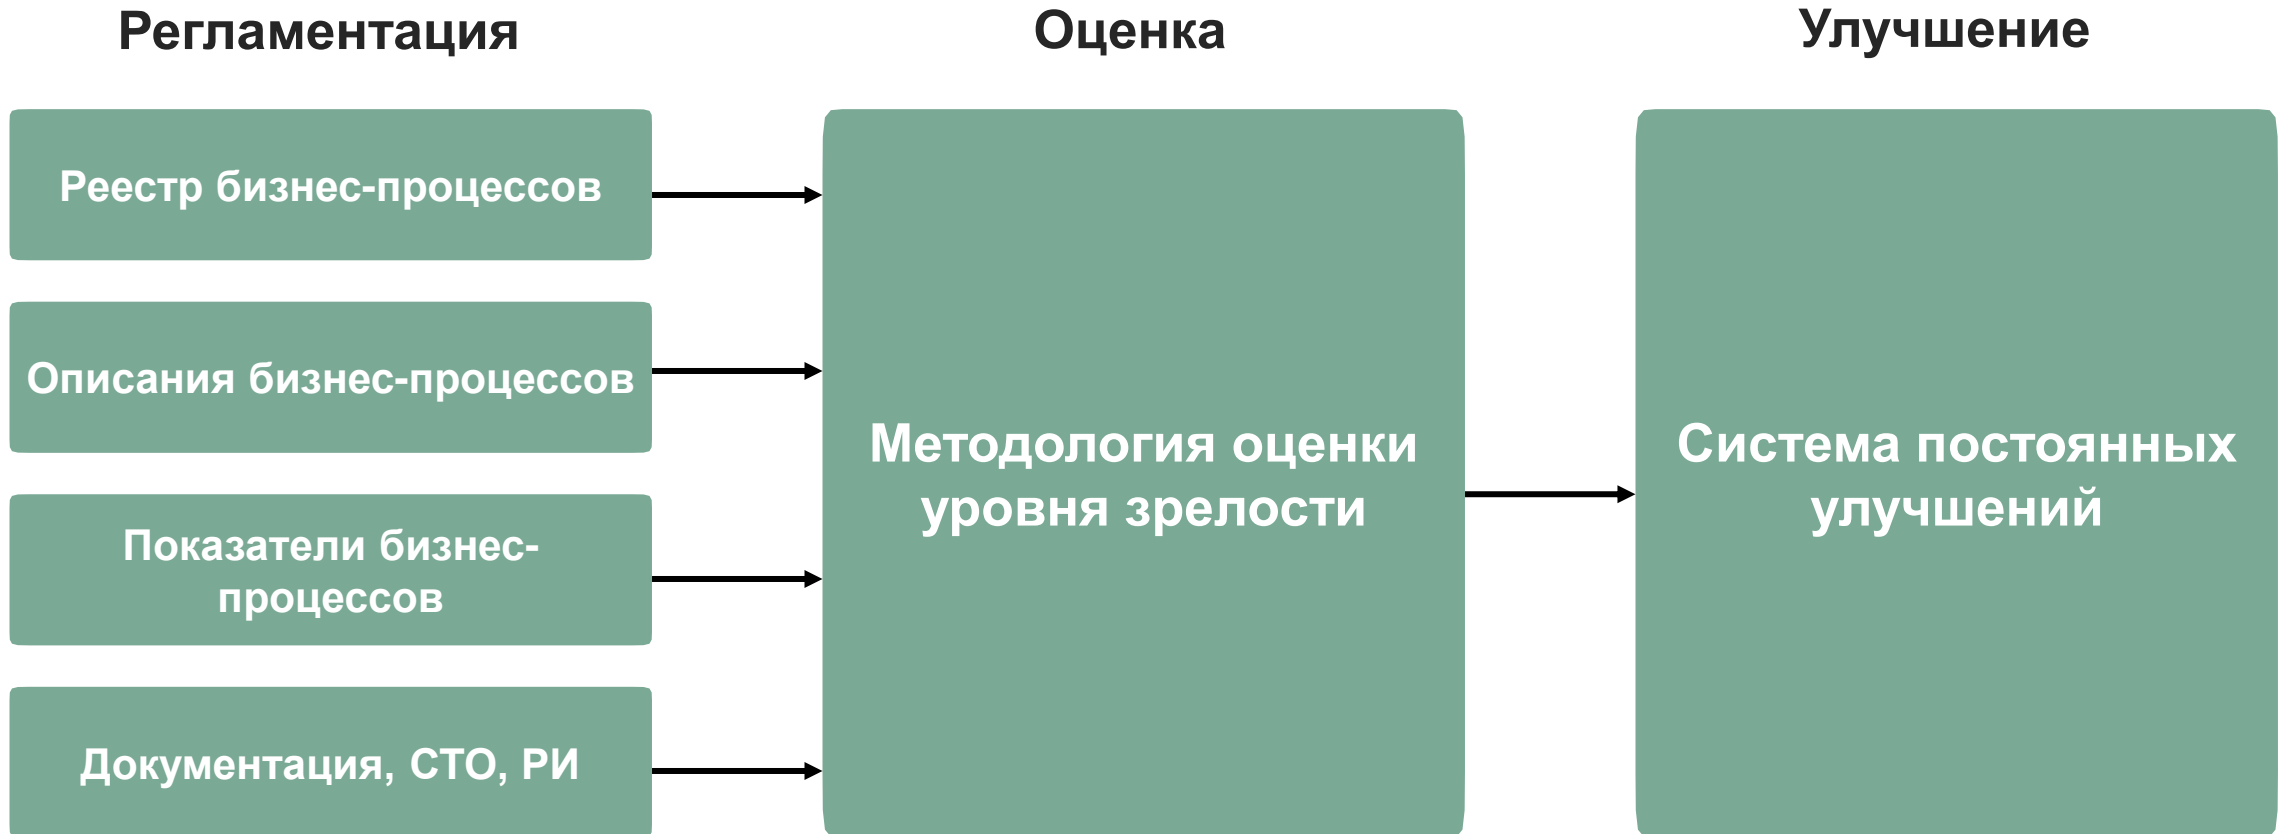 Регламентация
Оценка
Улучшение
Реестр бизнес-процессов
Описания бизнес-процессов
Показатели бизнес-
процессов
Документация, СТО, РИ
Методология оценки
уровня зрелости
Система постоянных
улучшений